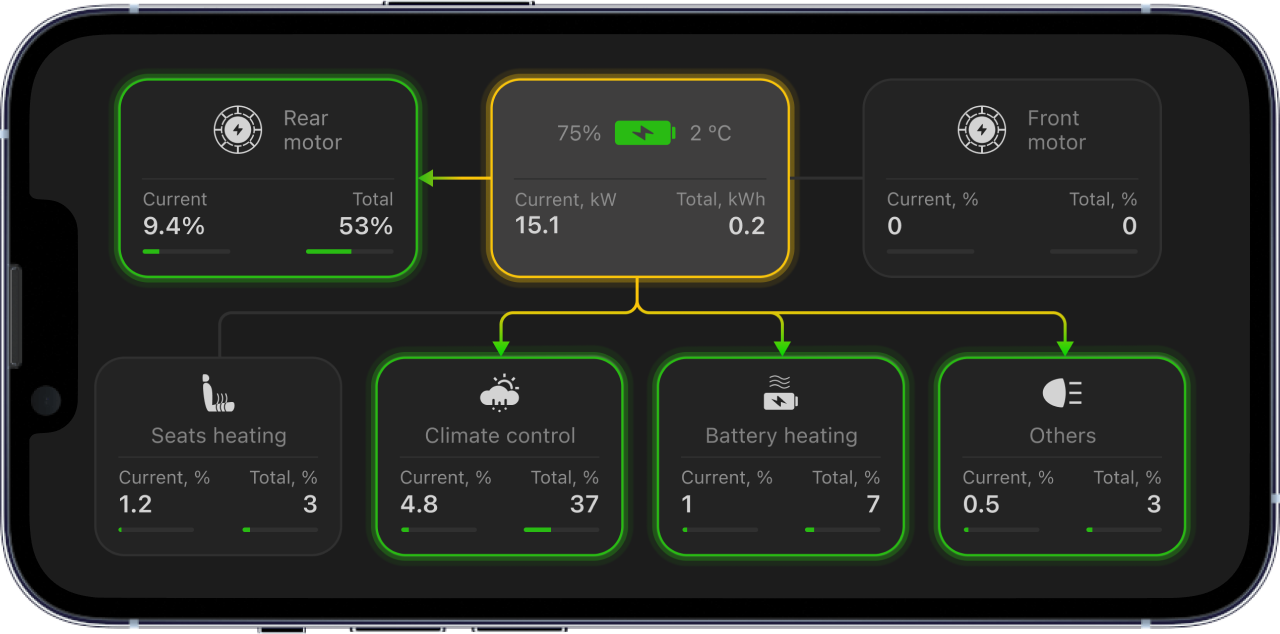 Rear
motor
Current Total
9.4% 53%
75% 2 °C
Current, kW Total, kWh
15.1 0.2
Front
motor
Current, % Total, %
0 0
Seats heating
Current, % Total, %
1.2 3
Climate control
Current, % Total, %
4.8 37
Battery heating
Current, % Total, %
1 7
Others
Current, % Total, %
0.5 3